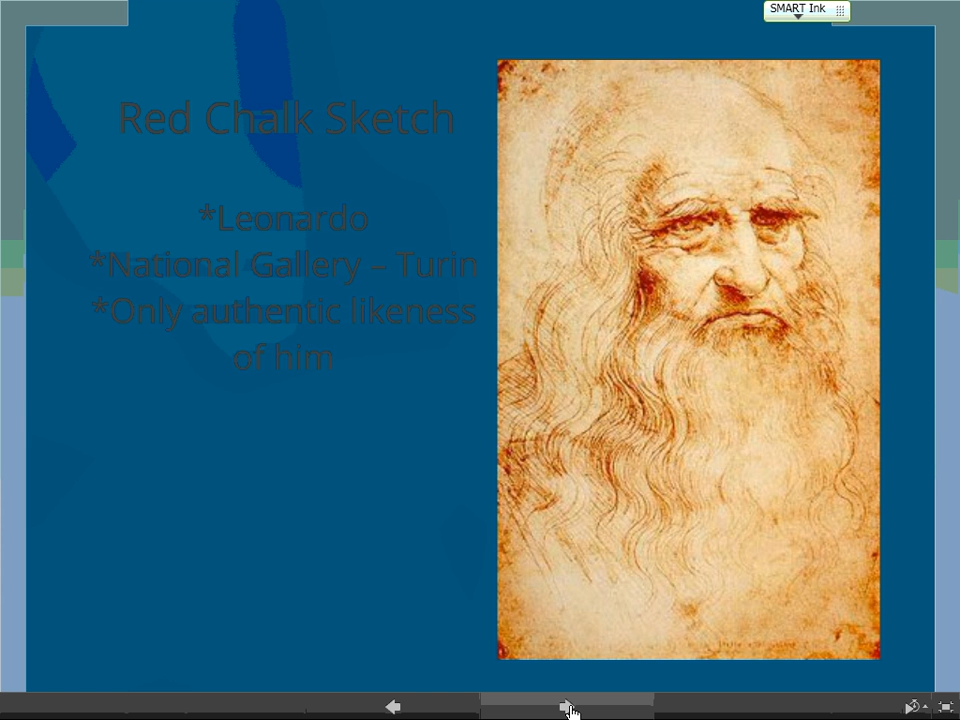 SMART Ink
Red Chalk Sketch
*Leonardo
*National Gallery – Turin
*Only authentic likeness
of him